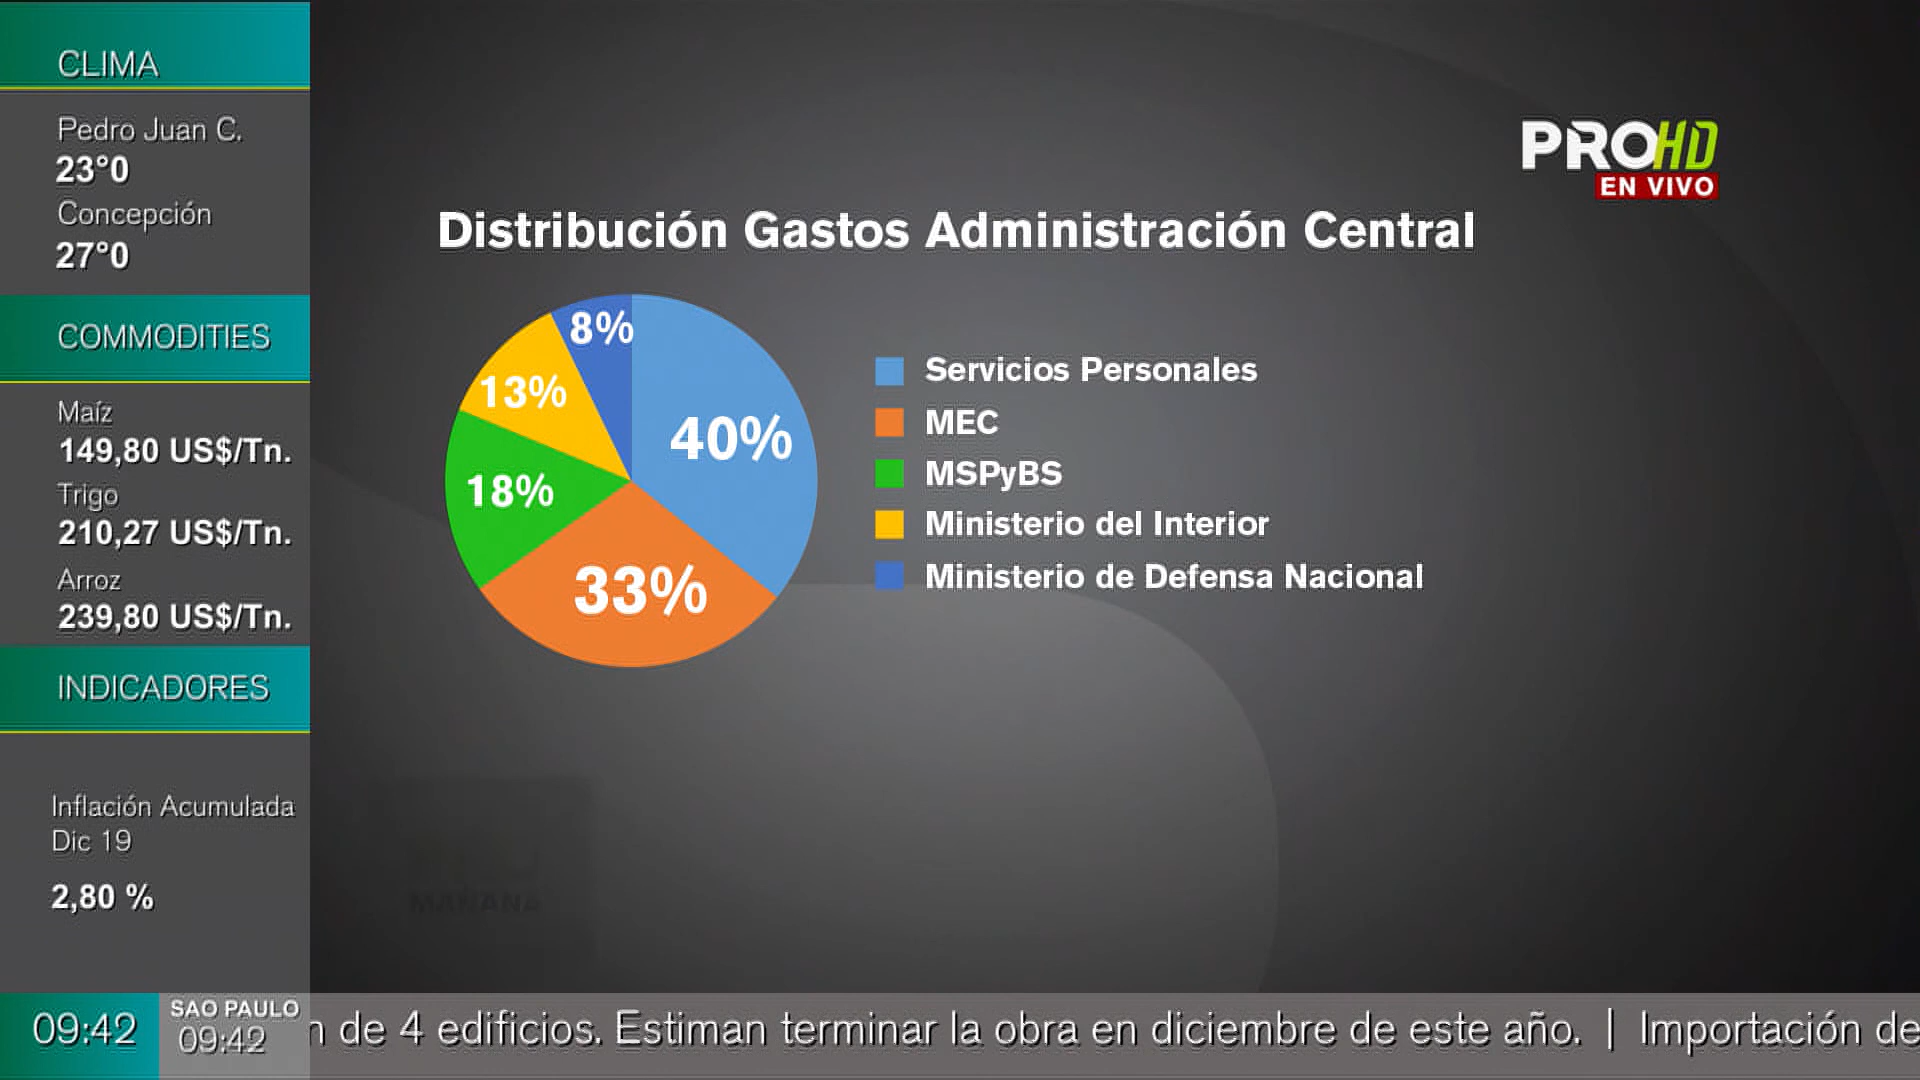 CLIMA
Pedro Juan C.
23°0
Concepción
27°0
COMMODITIES
Maíz
149,80 US$/Tn.
Trigo
210,27 US$/Tn.
Arroz
239,80 US$/Tn.
INDICADORES
Inflación Acumulada
Dic 19
2,80 %
PROHD
EN VIVO
Distribución Gastos Administración Central
8%
13%
40%
18%
33%
Servicios Personales
MEC
MSPyBS
Ministerio del Interior
Ministerio de Defensa Nacional
MAÑANA
09:42
SAO PAULO
09:42
n de 4 edificios. Estiman terminar la obra en diciembre de este año. | Importación de